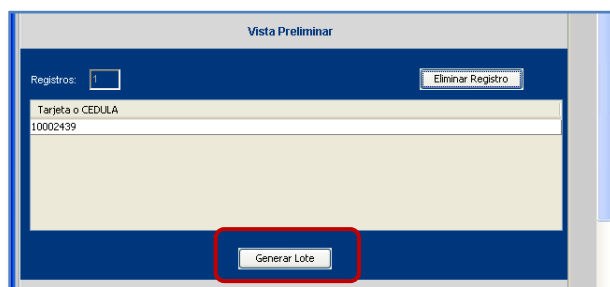 Vista Preliminar
Registros: 1 Eliminar Registro
Tarjeta o CEDULA
10002439
Generar Lote